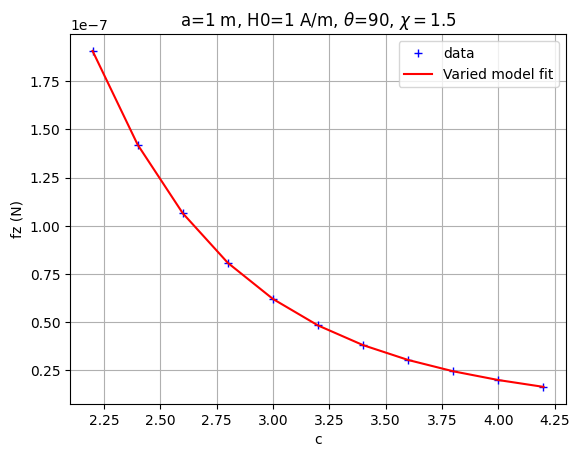 a=1 m, H0=1 A/m, θ=90, χ = 1.5
1e−7
data
Varied model fit
1.75
1.50
1.25
1.00
0.75
0.50
0.25
fz (N)
2.25 2.50 2.75 3.00 3.25 3.50 3.75 4.00 4.25
c